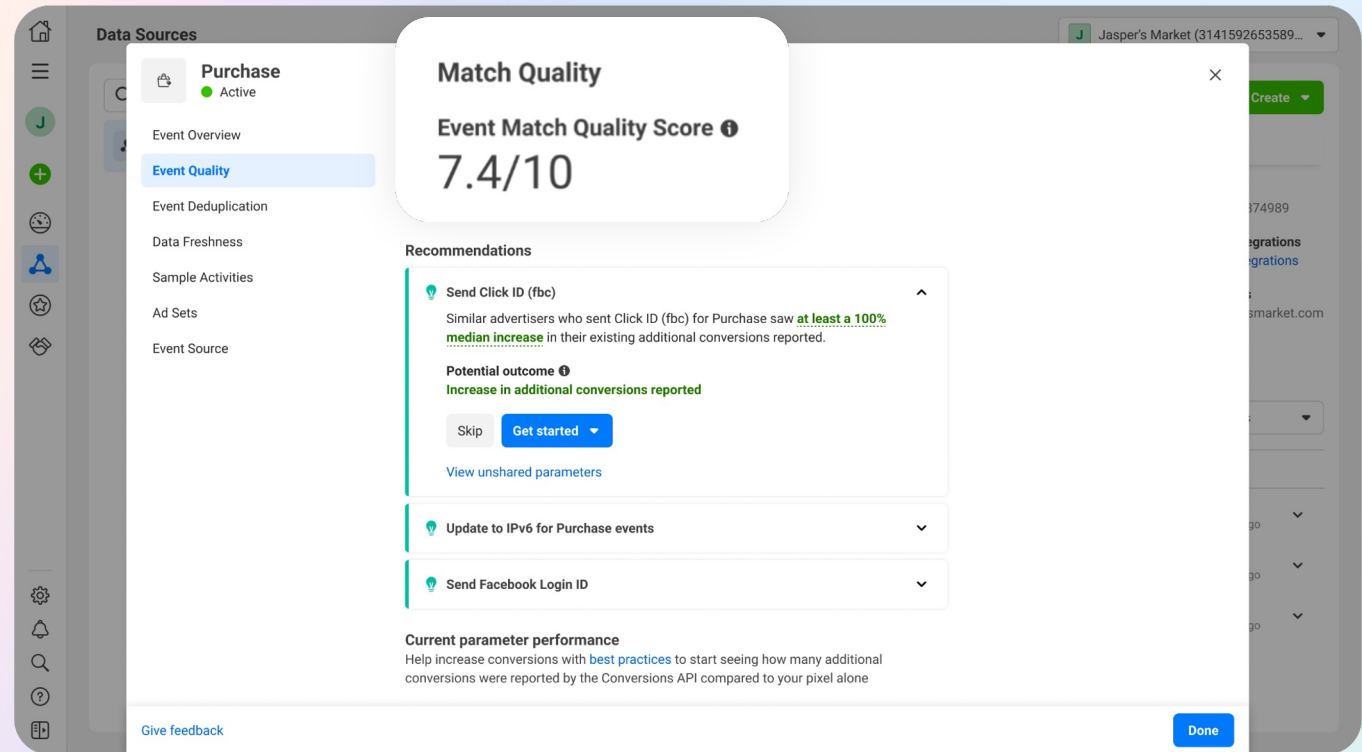 Data Sources
J Jasper's Market (3141592653589...
Purchase
Active
Match Quality
Event Match Quality Score
7.4/10
Create
J
Event Overview
Event Quality
Event Deduplication
Data Freshness
Sample Activities
Ad Sets
Event Source
374989
egrations
egrations
smarket.com
Recommendations
Send Click ID (fbc)
Similar advertisers who sent Click ID (fbc) for Purchase saw at least a 100%
median increase in their existing additional conversions reported.
Potential outcome
Increase in additional conversions reported
Skip
Get started
View unshared parameters
Update to IPv6 for Purchase events
Send Facebook Login ID
go
go
go
Current parameter performance
Help increase conversions with best practices to start seeing how many additional
conversions were reported by the Conversions API compared to your pixel alone
Give feedback
Done